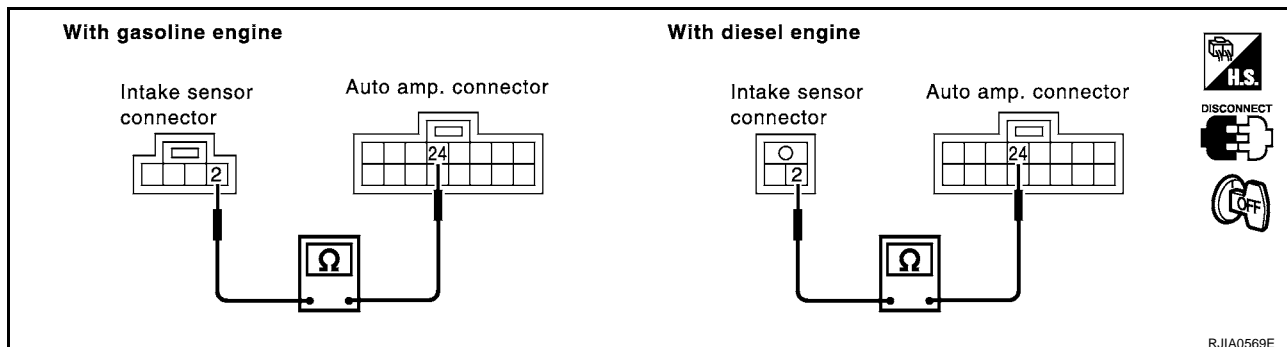 With gasoline engine
Intake sensor
connector
Auto amp. connector
2
24
Ω
With diesel engine
Intake sensor
connector
Auto amp. connector
2
24
Ω
H.S.
DISCONNECT
OFF
RJIA0569E